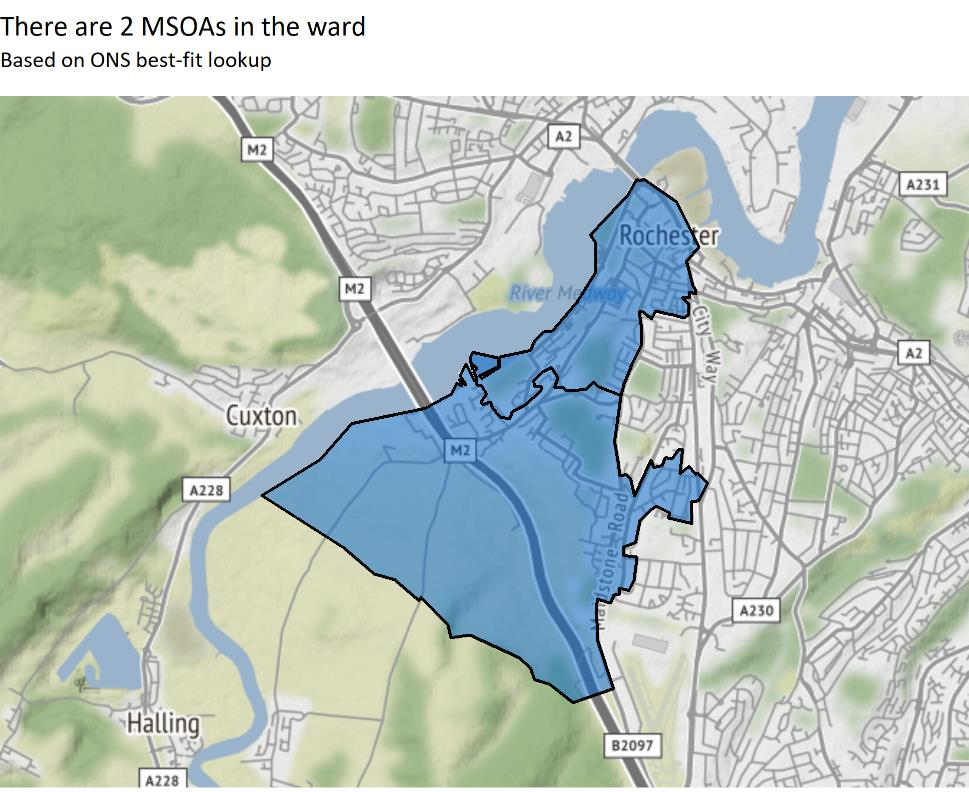 There are 2 MSOAs in the ward
Based on ONS best-fit lookup
A2
M2
A231
Rochester
M2
River Medway
City Way
A2
Cuxton
M2
A228
Maidstone Road
A230
Halling
B2097
A228